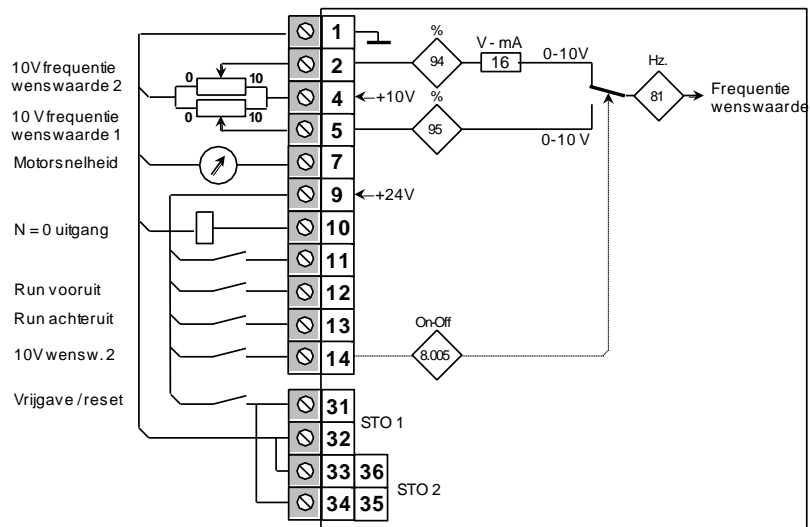 1
%
V - mA
10V frequentie
wenswaarde 2
0
10
2
94
16
0-10V
Hz.
4
+10V
%
81
Frequentie
wenswaarde
10 V frequentie
wenswaarde 1
0
10
5
95
0-10 V
Motorsnelheid
7
9
+24V
N = 0 uitgang
10
11
Run vooruit
12
Run achteruit
13
On-Off
10V wensw. 2
14
8.005
Vrijgave / reset
31
STO 1
32
33 36
STO 2
34 35